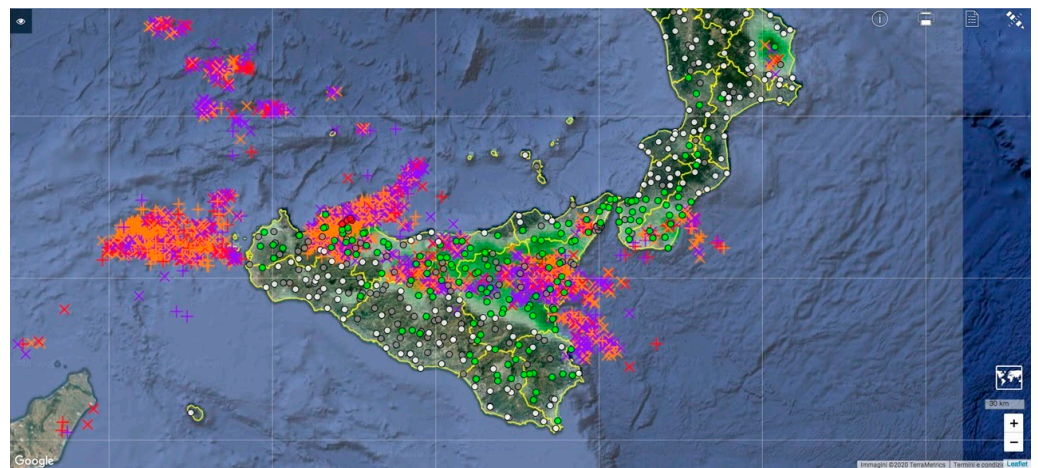 30 km
+
−
Google
Immagini ©2020 TerraMetrics | Termini e condizi
Leaflet